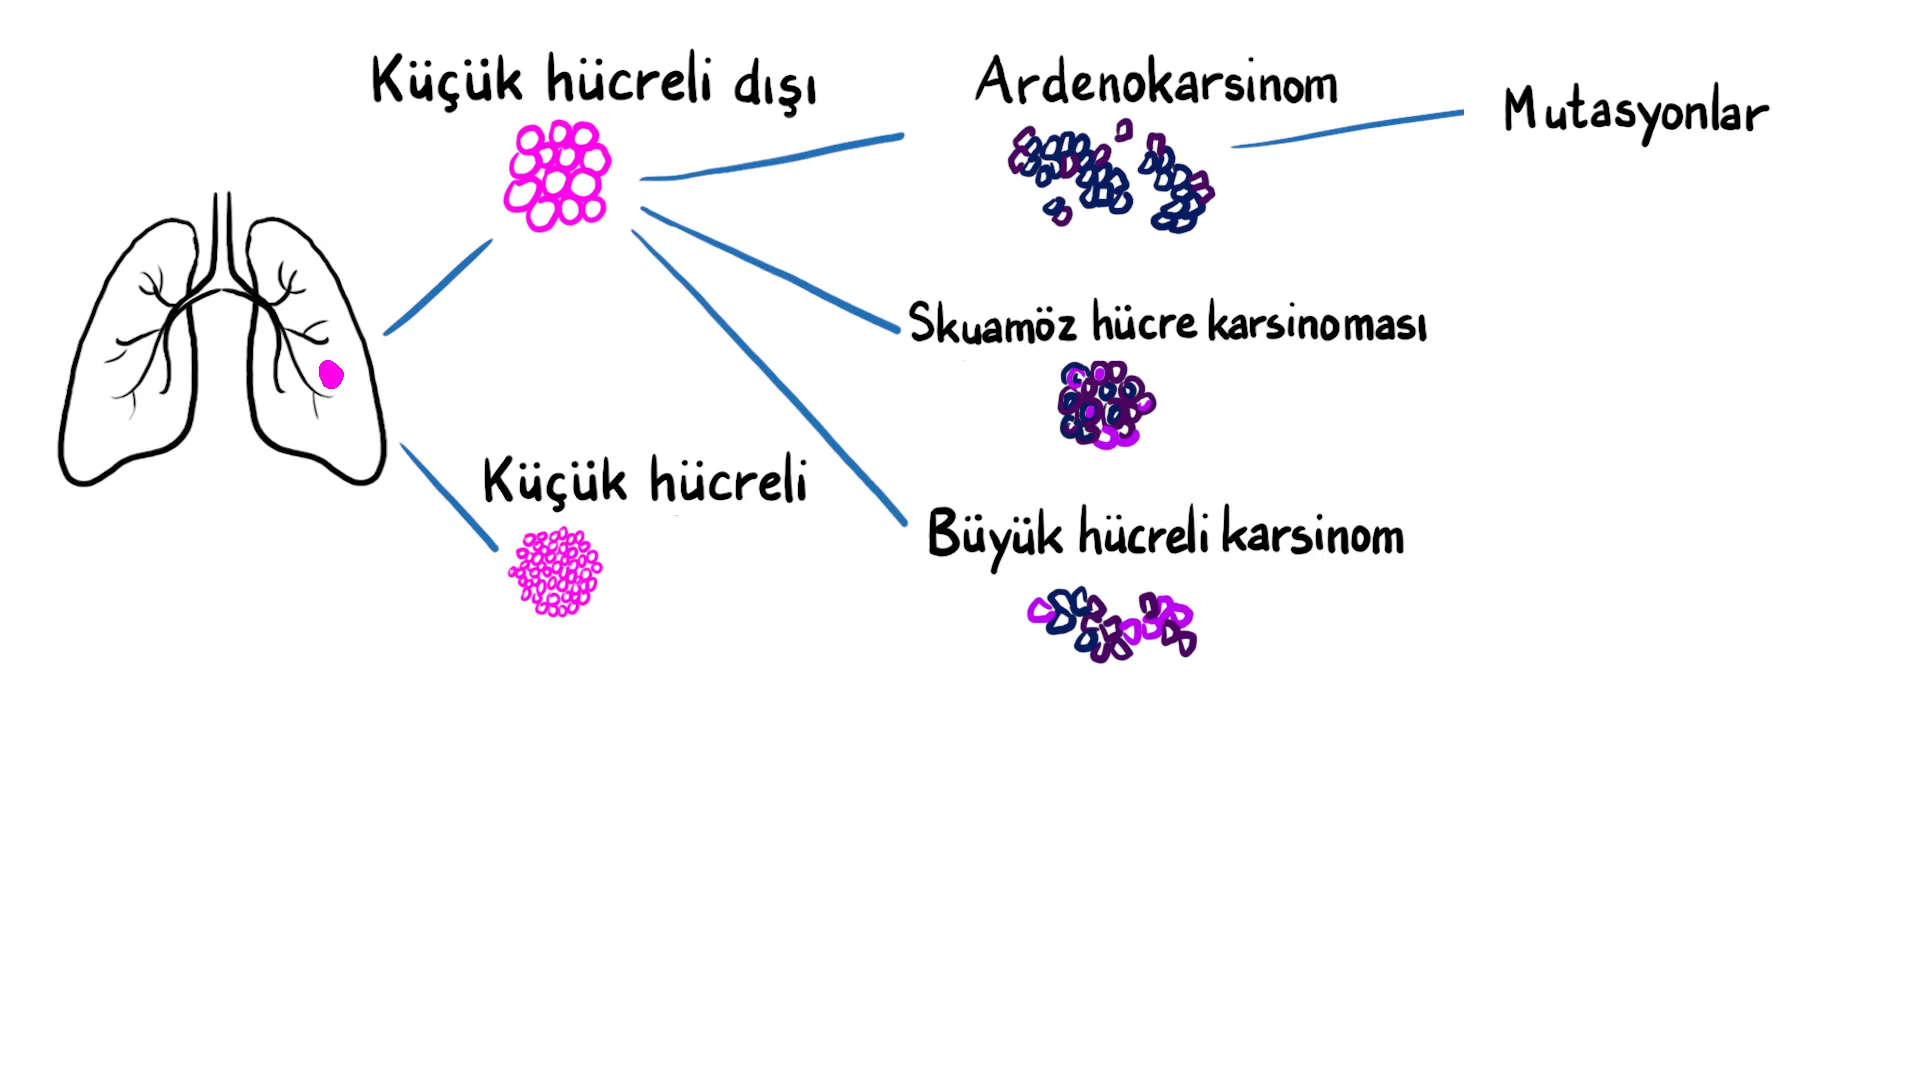 Küçük hücreli dışı
Ardenokarsinom
Mutasyonlar
Skuamöz hücre karsinoması
Küçük hücreli
Büyük hücreli karsinom